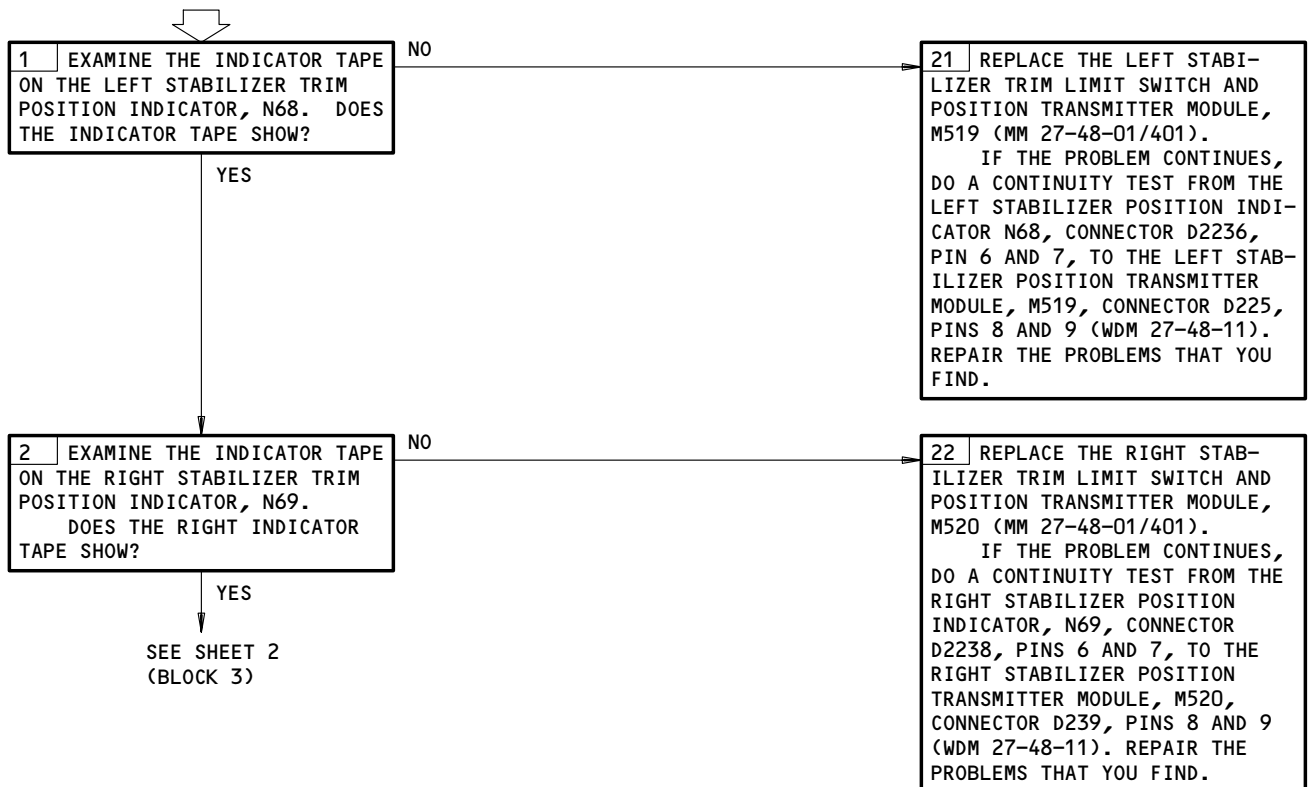 1 EXAMINE THE INDICATOR TAPE
ON THE LEFT STABILIZER TRIM
POSITION INDICATOR, N68. DOES
THE INDICATOR TAPE SHOW?
NO
YES
21 REPLACE THE LEFT STABI-
LIZER TRIM LIMIT SWITCH AND
POSITION TRANSMITTER MODULE,
M519 (MM 27-48-01/401).
IF THE PROBLEM CONTINUES,
DO A CONTINUITY TEST FROM THE
LEFT STABILIZER POSITION INDI-
CATOR N68, CONNECTOR D2236,
PIN 6 AND 7, TO THE LEFT STAB-
ILIZER POSITION TRANSMITTER
MODULE, M519, CONNECTOR D225,
PINS 8 AND 9 (WDM 27-48-11).
REPAIR THE PROBLEMS THAT YOU
FIND.
2 EXAMINE THE INDICATOR TAPE
ON THE RIGHT STABILIZER TRIM
POSITION INDICATOR, N69.
DOES THE RIGHT INDICATOR
TAPE SHOW?
NO
YES
SEE SHEET 2
(BLOCK 3)
22 REPLACE THE RIGHT STAB-
ILIZER TRIM LIMIT SWITCH AND
POSITION TRANSMITTER MODULE,
M520 (MM 27-48-01/401).
IF THE PROBLEM CONTINUES,
DO A CONTINUITY TEST FROM THE
RIGHT STABILIZER POSITION
INDICATOR, N69, CONNECTOR
D2238, PINS 6 AND 7, TO THE
RIGHT STABILIZER POSITION
TRANSMITTER MODULE, M520,
CONNECTOR D239, PINS 8 AND 9
(WDM 27-48-11). REPAIR THE
PROBLEMS THAT YOU FIND.